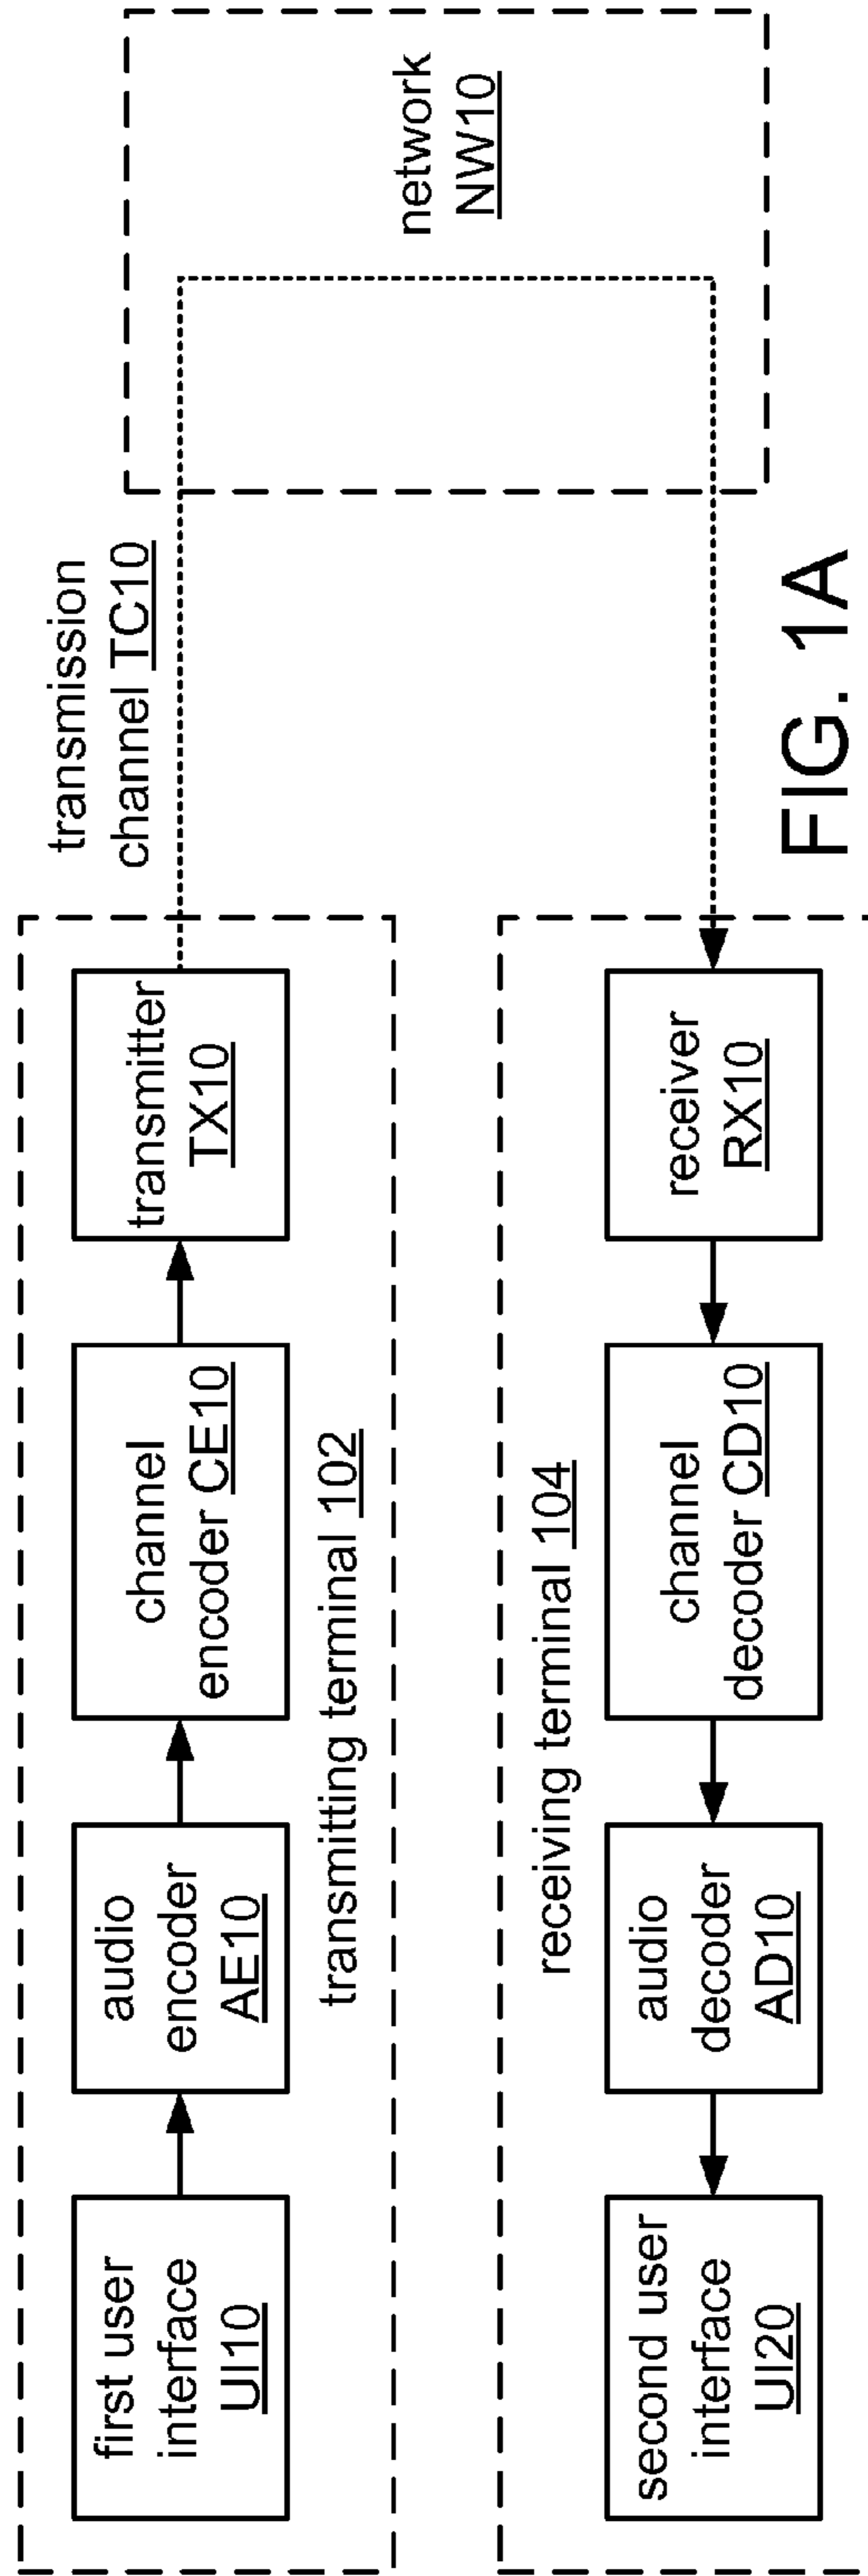 first user
interface
UI10
audio
encoder
AE10
channel
encoder CE10
transmitter
TX10
transmitting terminal 102
transmission
channel TC10
network
NW10
receiving terminal 104
second user
interface
UI20
audio
decoder
AD10
channel
decoder CD10
receiver
RX10
FIG. 1A